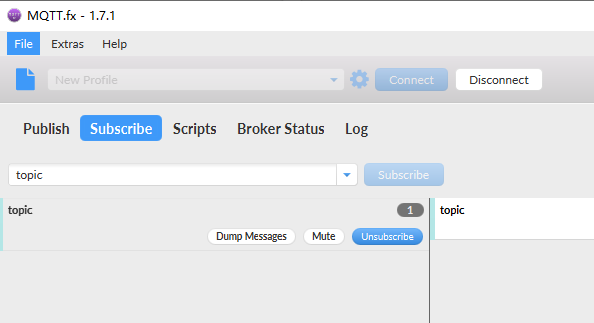 MQTT.fx - 1.7.1
File Extras Help
New Profile Connect Disconnect
Publish Subscribe Scripts Broker Status Log
topic Subscribe
topic 1 topic
Dump Messages Mute Unsubscribe